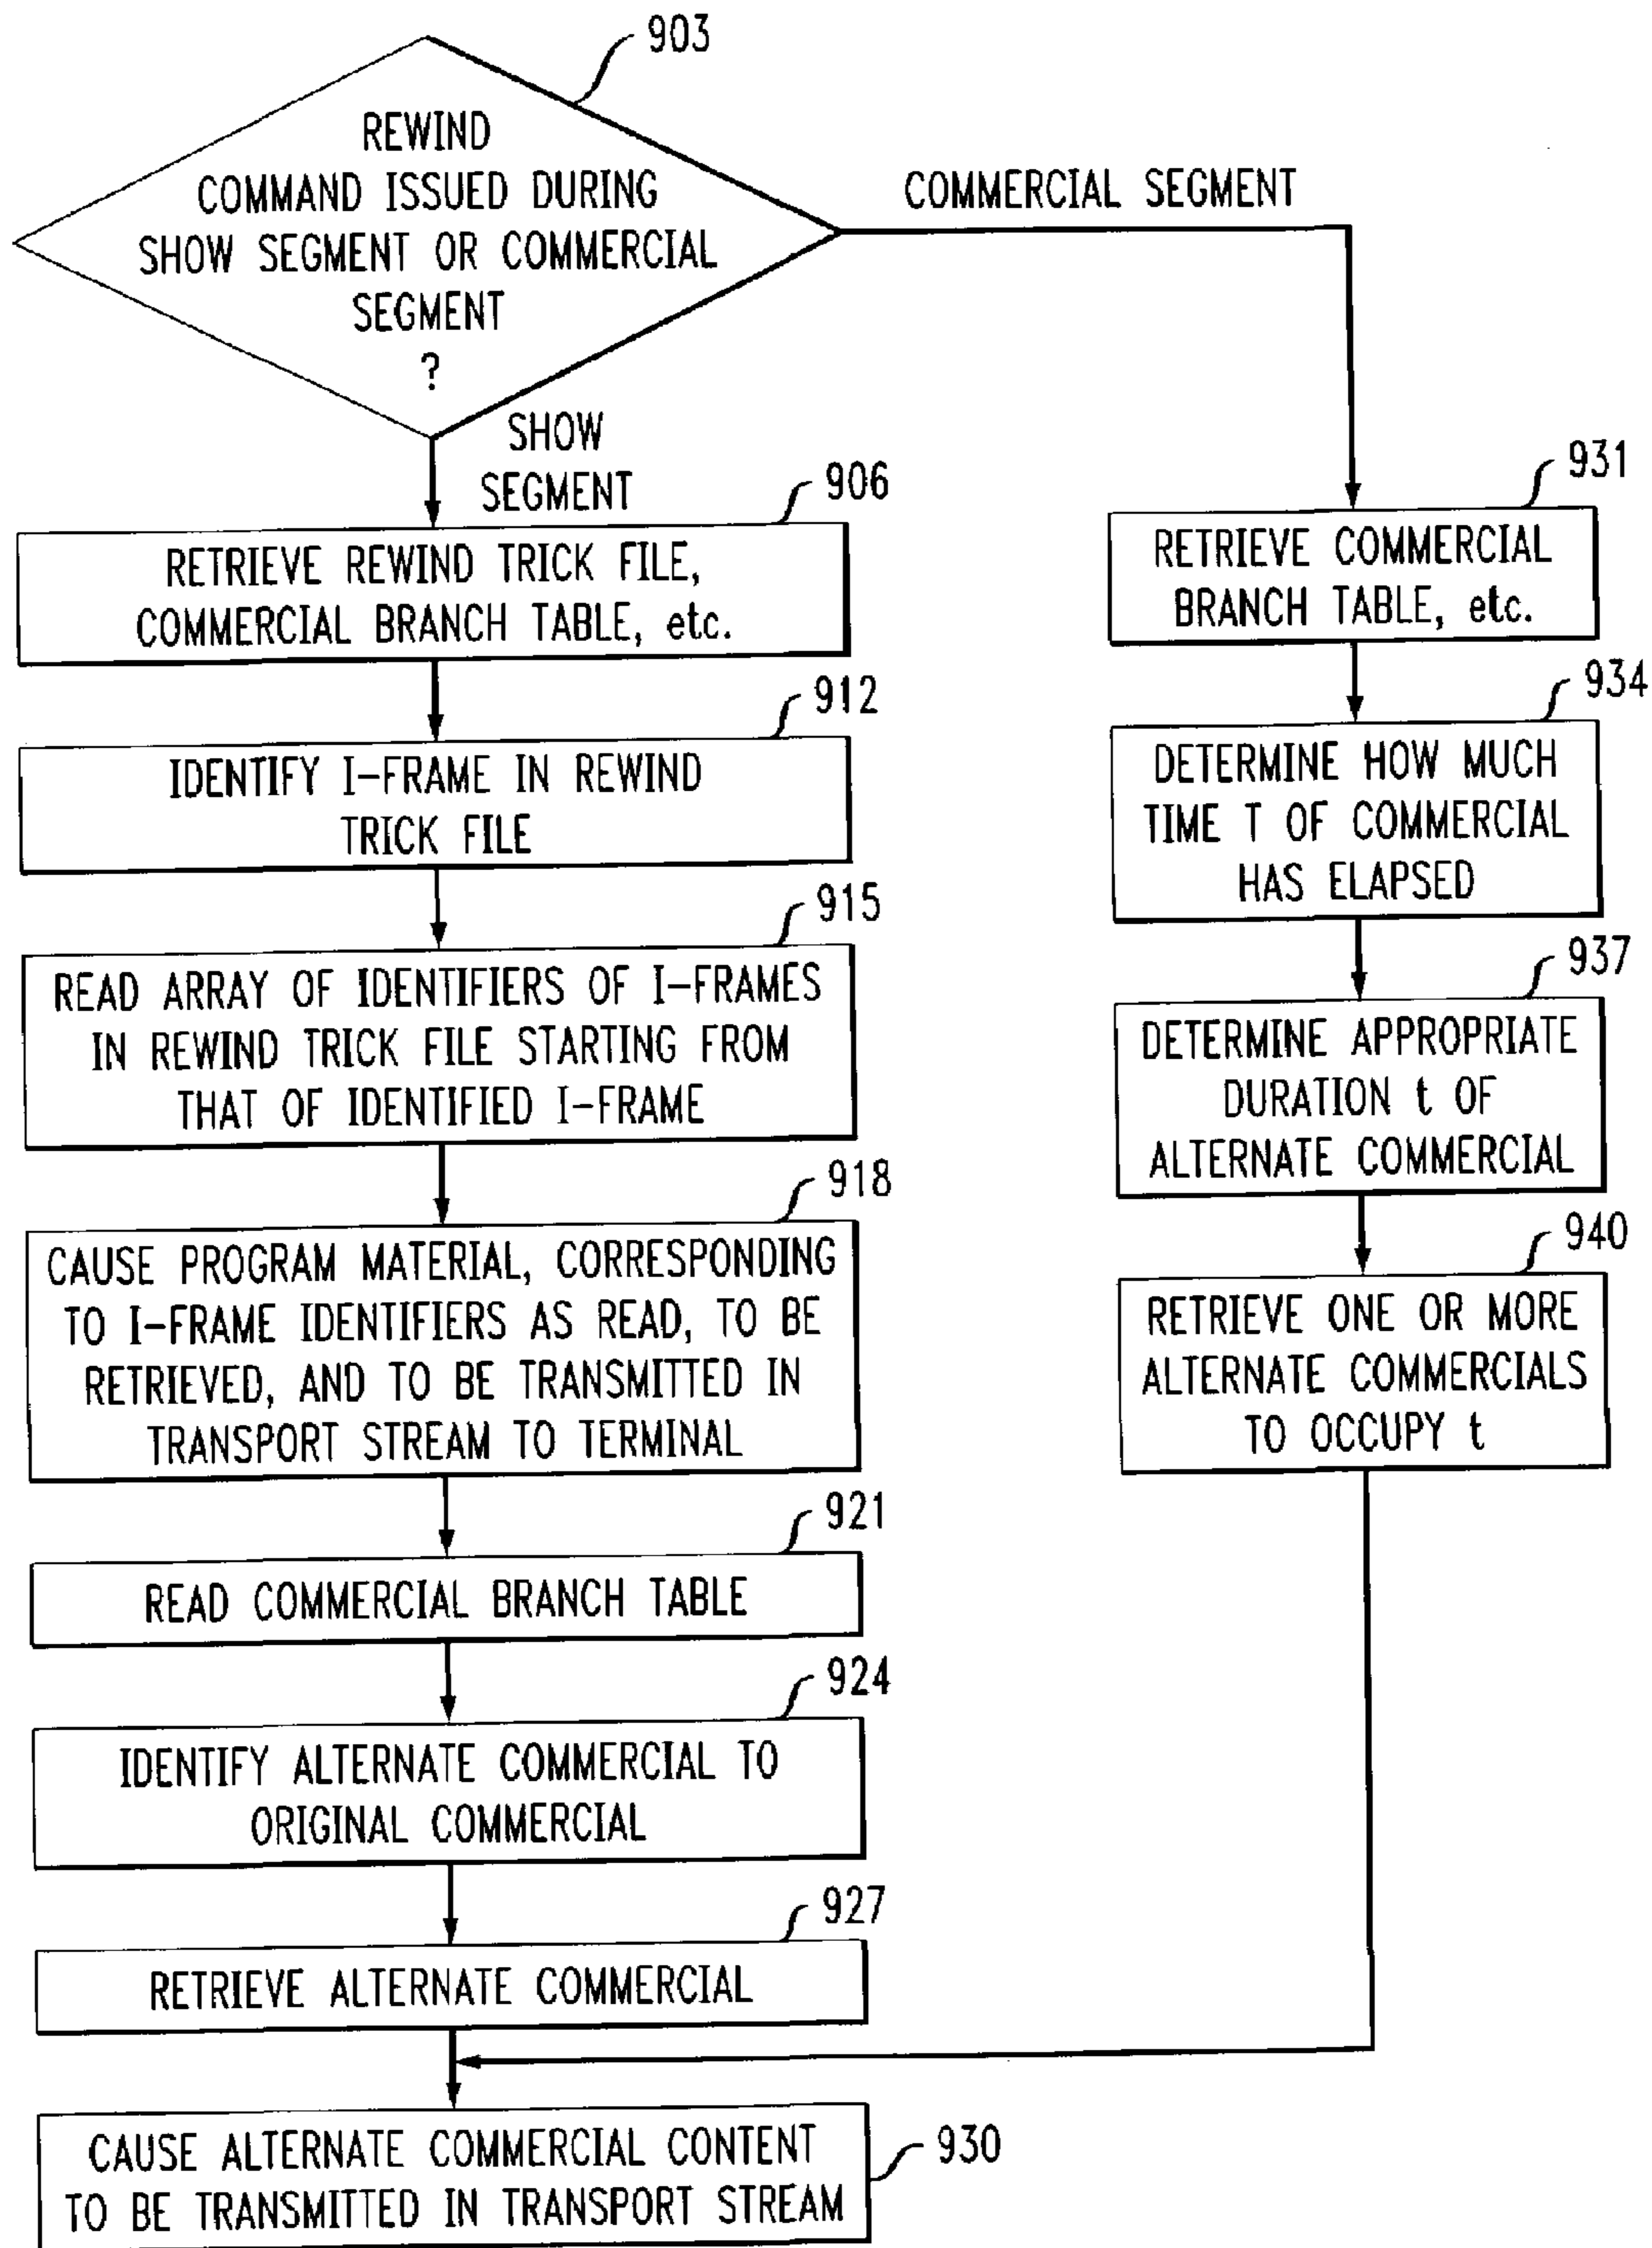 903
REWIND
COMMAND ISSUED DURING
SHOW SEGMENT OR COMMERCIAL
SEGMENT
?
COMMERCIAL SEGMENT
SHOW
SEGMENT
906
RETRIEVE REWIND TRICK FILE,
COMMERCIAL BRANCH TABLE, etc.
912
IDENTIFY I-FRAME IN REWIND
TRICK FILE
915
READ ARRAY OF IDENTIFIERS OF I-FRAMES
IN REWIND TRICK FILE STARTING FROM
THAT OF IDENTIFIED I-FRAME
918
CAUSE PROGRAM MATERIAL, CORRESPONDING
TO I-FRAME IDENTIFIERS AS READ, TO BE
RETRIEVED, AND TO BE TRANSMITTED IN
TRANSPORT STREAM TO TERMINAL
921
READ COMMERCIAL BRANCH TABLE
924
IDENTIFY ALTERNATE COMMERCIAL TO
ORIGINAL COMMERCIAL
927
RETRIEVE ALTERNATE COMMERCIAL
931
RETRIEVE COMMERCIAL
BRANCH TABLE, etc.
934
DETERMINE HOW MUCH
TIME T OF COMMERCIAL
HAS ELAPSED
937
DETERMINE APPROPRIATE
DURATION t OF
ALTERNATE COMMERCIAL
940
RETRIEVE ONE OR MORE
ALTERNATE COMMERCIALS
TO OCCUPY t
CAUSE ALTERNATE COMMERCIAL CONTENT
TO BE TRANSMITTED IN TRANSPORT STREAM
930